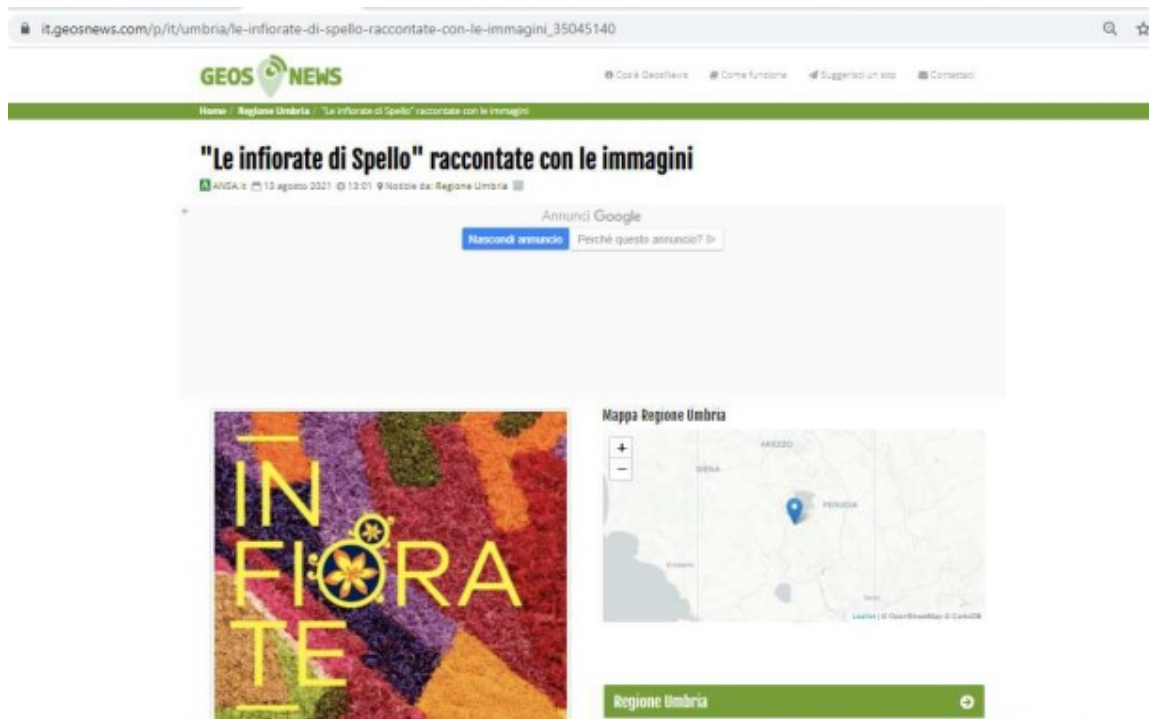 it.geosnews.com/p/it/umbria/le-infiorate-di-spello-raccontate-con-le-immagini_35045140
GEOS NEWS
Cos'è GeosNews Come funziona Suggerisci un sito Contattaci
Home / Regione Umbria / "Le infiorate di Spello" raccontate con le immagini
"Le infiorate di Spello" raccontate con le immagini
A ANSA.it 13 agosto 2021 13:01 Notizie da: Regione Umbria
Annunci Google
Nascondi annuncio Perché questo annuncio?
Mappa Regione Umbria
+
AREZZO
−
SIENA
PERUGIA
Grosseto
Terni
Leaflet | © OpenStreetMap © CartoDB
IN
FIORA
TE
Regione Umbria